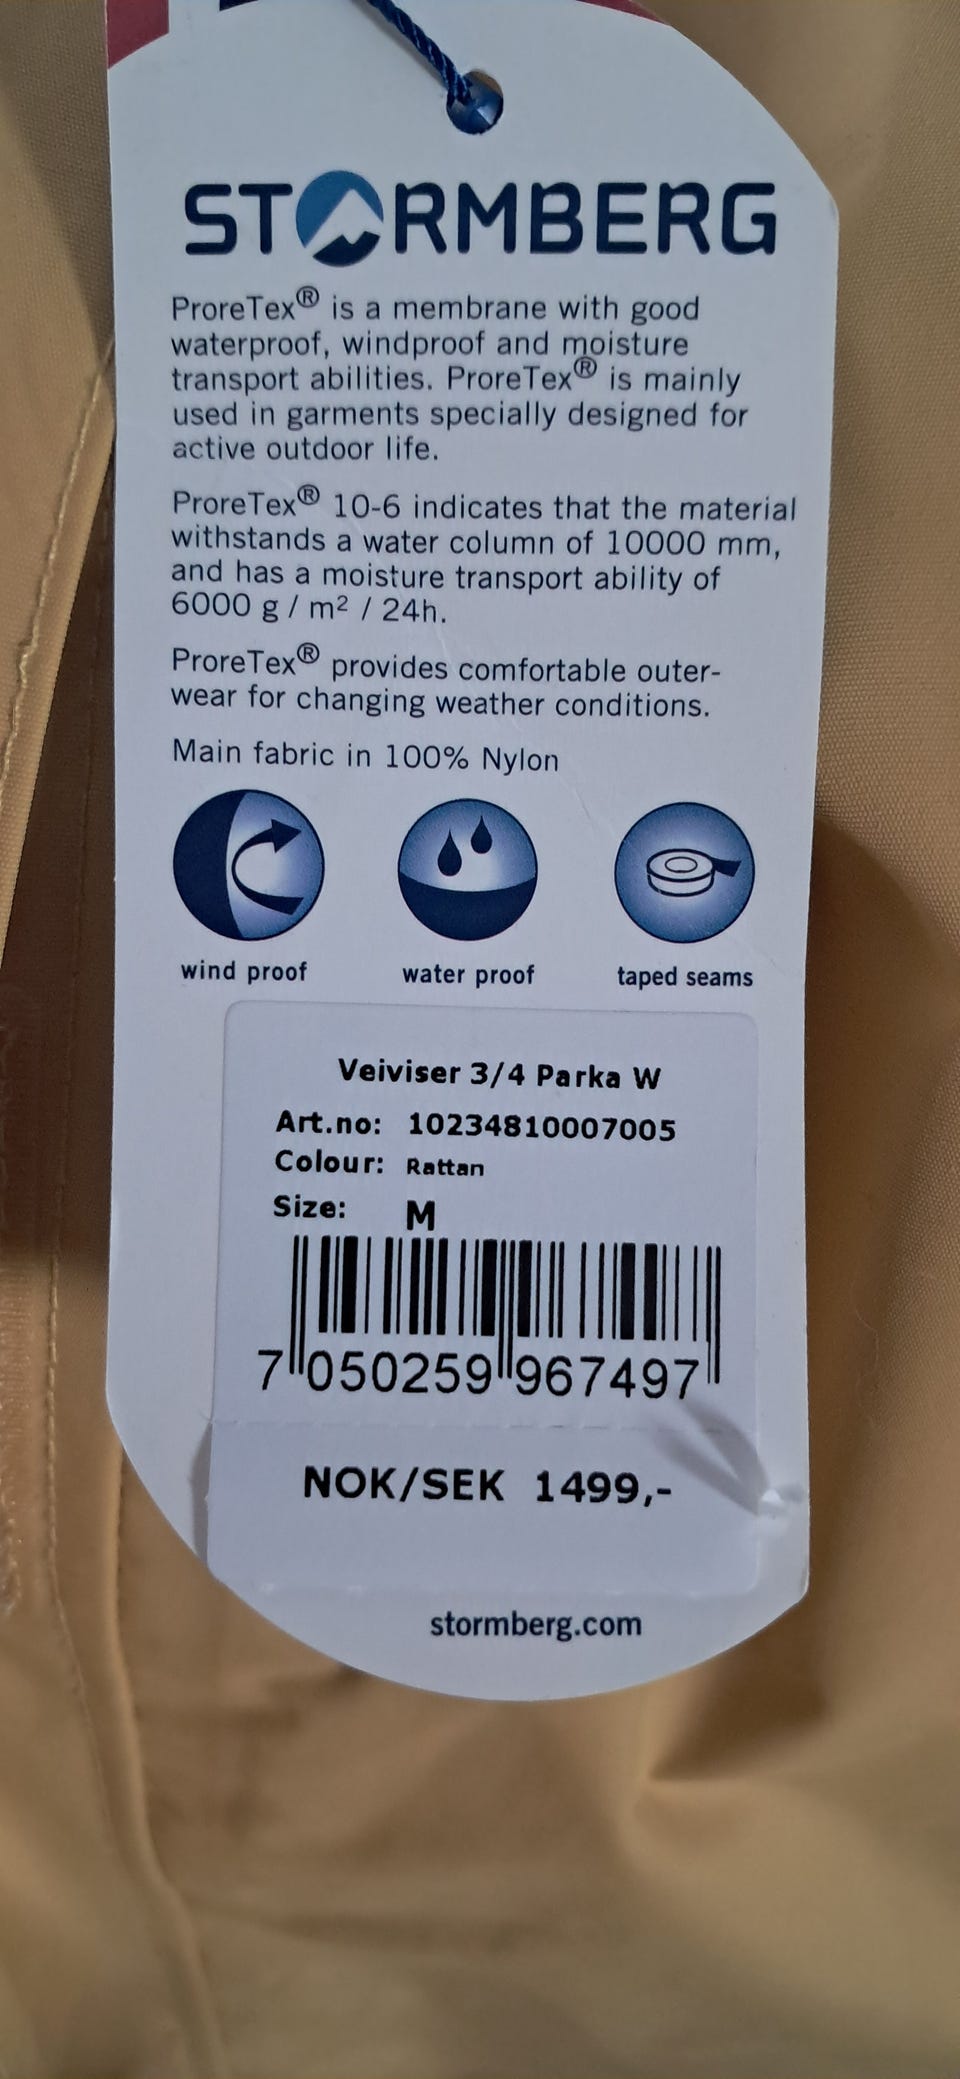 STORMBERG
ProreTex® is a membrane with good
waterproof, windproof and moisture
transport abilities. ProreTex® is mainly
used in garments specially designed for
active outdoor life.
ProreTex® 10-6 indicates that the material
withstands a water column of 10000 mm,
and has a moisture transport ability of
6000 g / m² / 24h.
ProreTex® provides comfortable outer-
wear for changing weather conditions.
Main fabric in 100% Nylon
wind proof water proof taped seams
Veiviser 3/4 Parka W
Art.no: 10234810007005
Colour: Rattan
Size: M
7 050259 967497
NOK/SEK 1499,-
stormberg.com